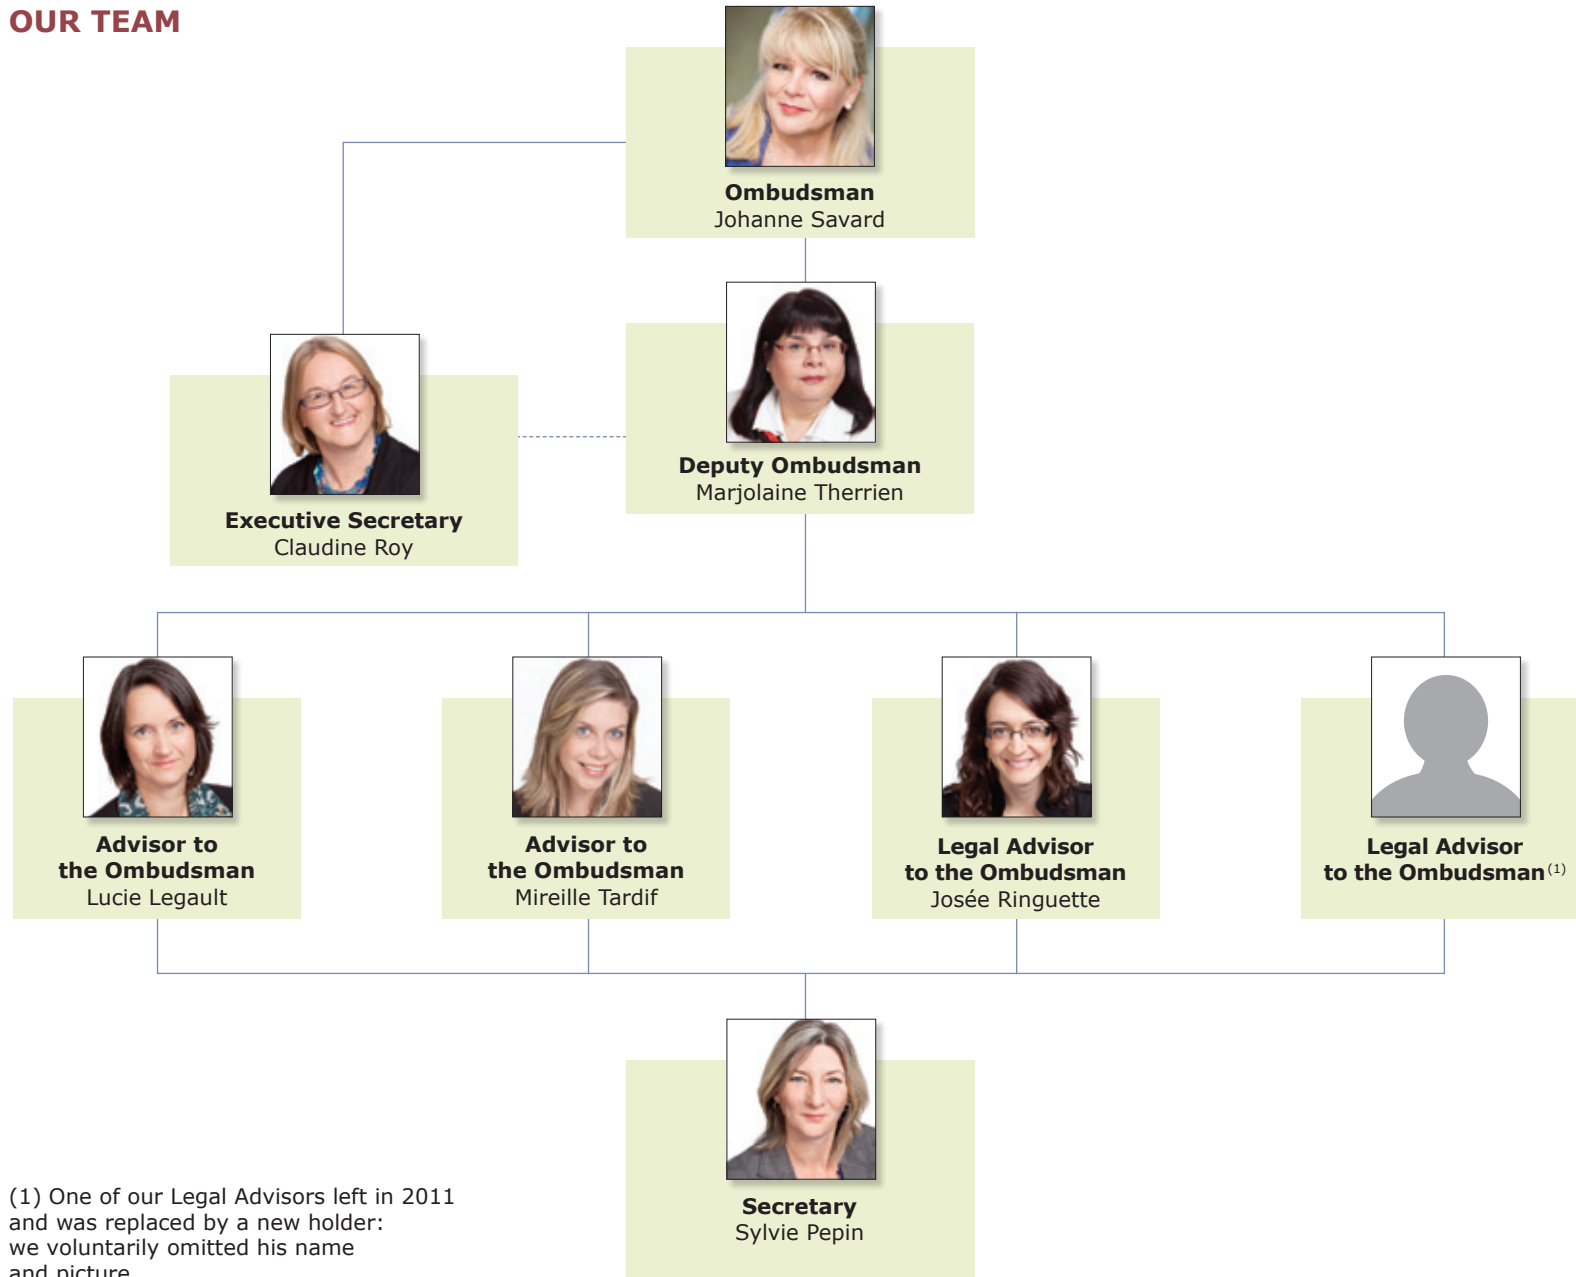 OUR TEAM
Ombudsman
Johanne Savard
Deputy Ombudsman
Marjolaine Therrien
Executive Secretary
Claudine Roy
Advisor to
the Ombudsman
Lucie Legault
Advisor to
the Ombudsman
Mireille Tardif
Legal Advisor
to the Ombudsman
Josée Ringuette
Legal Advisor
to the Ombudsman (1)
Secretary
Sylvie Pepin
(1) One of our Legal Advisors left in 2011
and was replaced by a new holder:
we voluntarily omitted his name
and picture